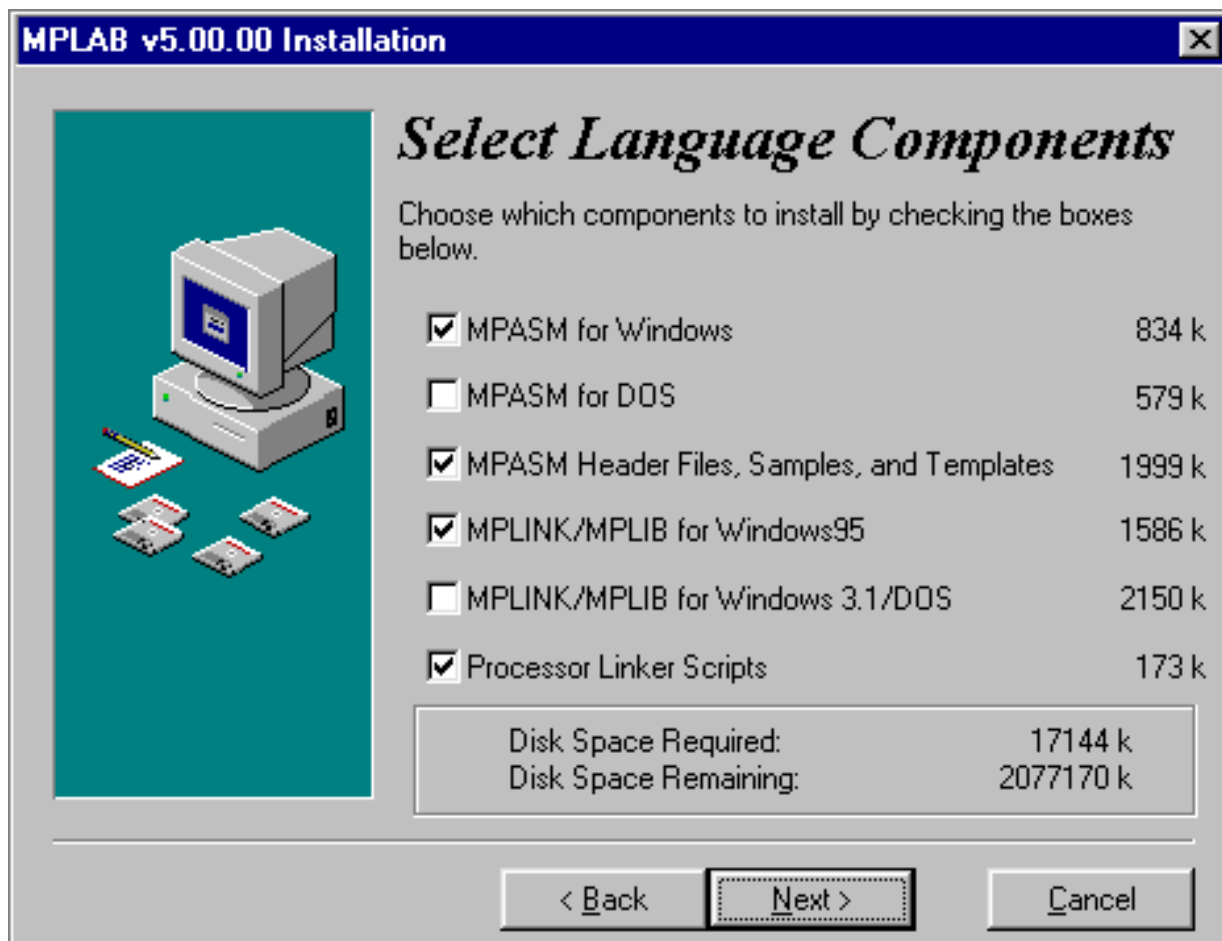 MPLAB v5.00.00 Installation
Select Language Components
Choose which components to install by checking the boxes
below.
MPASM for Windows 834 k
MPASM for DOS 579 k
MPASM Header Files, Samples, and Templates 1999 k
MPLINK/MPLIB for Windows95 1586 k
MPLINK/MPLIB for Windows 3.1/DOS 2150 k
Processor Linker Scripts 173 k
Disk Space Required: 17144 k
Disk Space Remaining: 2077170 k
< Back Next > Cancel